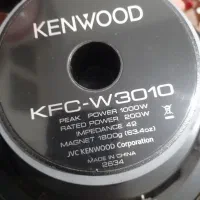 KENWOOD
KFC-W3010
PEAK POWER 1000W
RATED POWER 200W
IMPEDANCE 4Ω
MAGNET 1800g (63.4oz)
JVC KENWOOD Corporation
MADE IN CHINA
2634